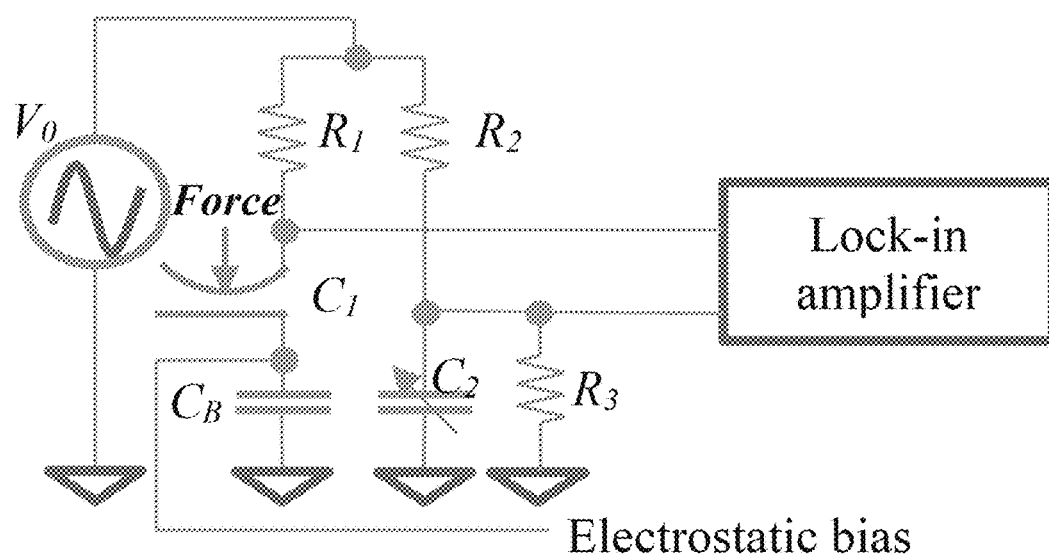 V0
R1
R2
Force
Lock-in
amplifier
C1
CB
C2
R3
Electrostatic bias